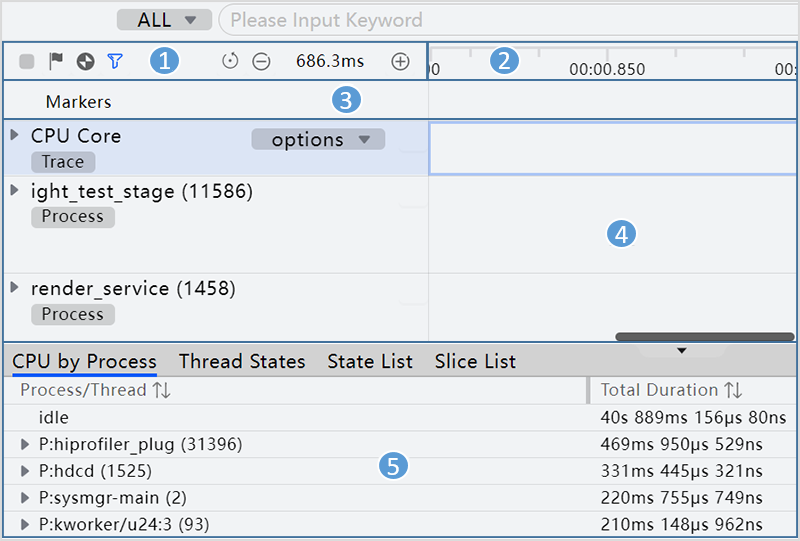 ALL Please Input Keyword
1 686.3ms 2
00 00:00.850 00:
Markers 3
CPU Core options
Trace
ight_test_stage (11586)
Process
4
render_service (1458)
Process
CPU by Process Thread States State List Slice List
Process/Thread Total Duration
idle 40s 889ms 156μs 80ns
P:hiprofiler_plug (31396) 469ms 950μs 529ns
5
P:hdcd (1525) 331ms 445μs 321ns
P:sysmgr-main (2) 220ms 755μs 749ns
P:kworker/u24:3 (93) 210ms 148μs 962ns